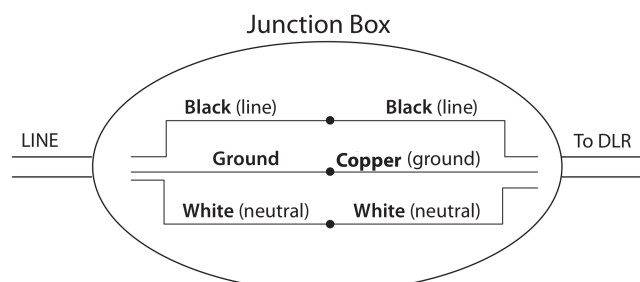 Junction Box
Black (line) Black (line)
LINE To DLR
Ground Copper (ground)
White (neutral) White (neutral)